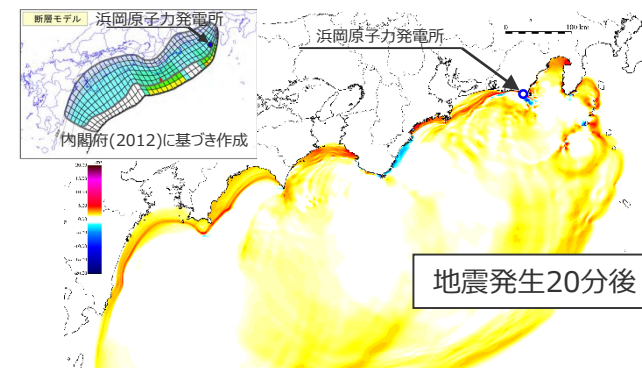 断層モデル
浜岡原子力発電所
内閣府(2012)に基づき作成
浜岡原子力発電所
0 100 km
地震発生20分後